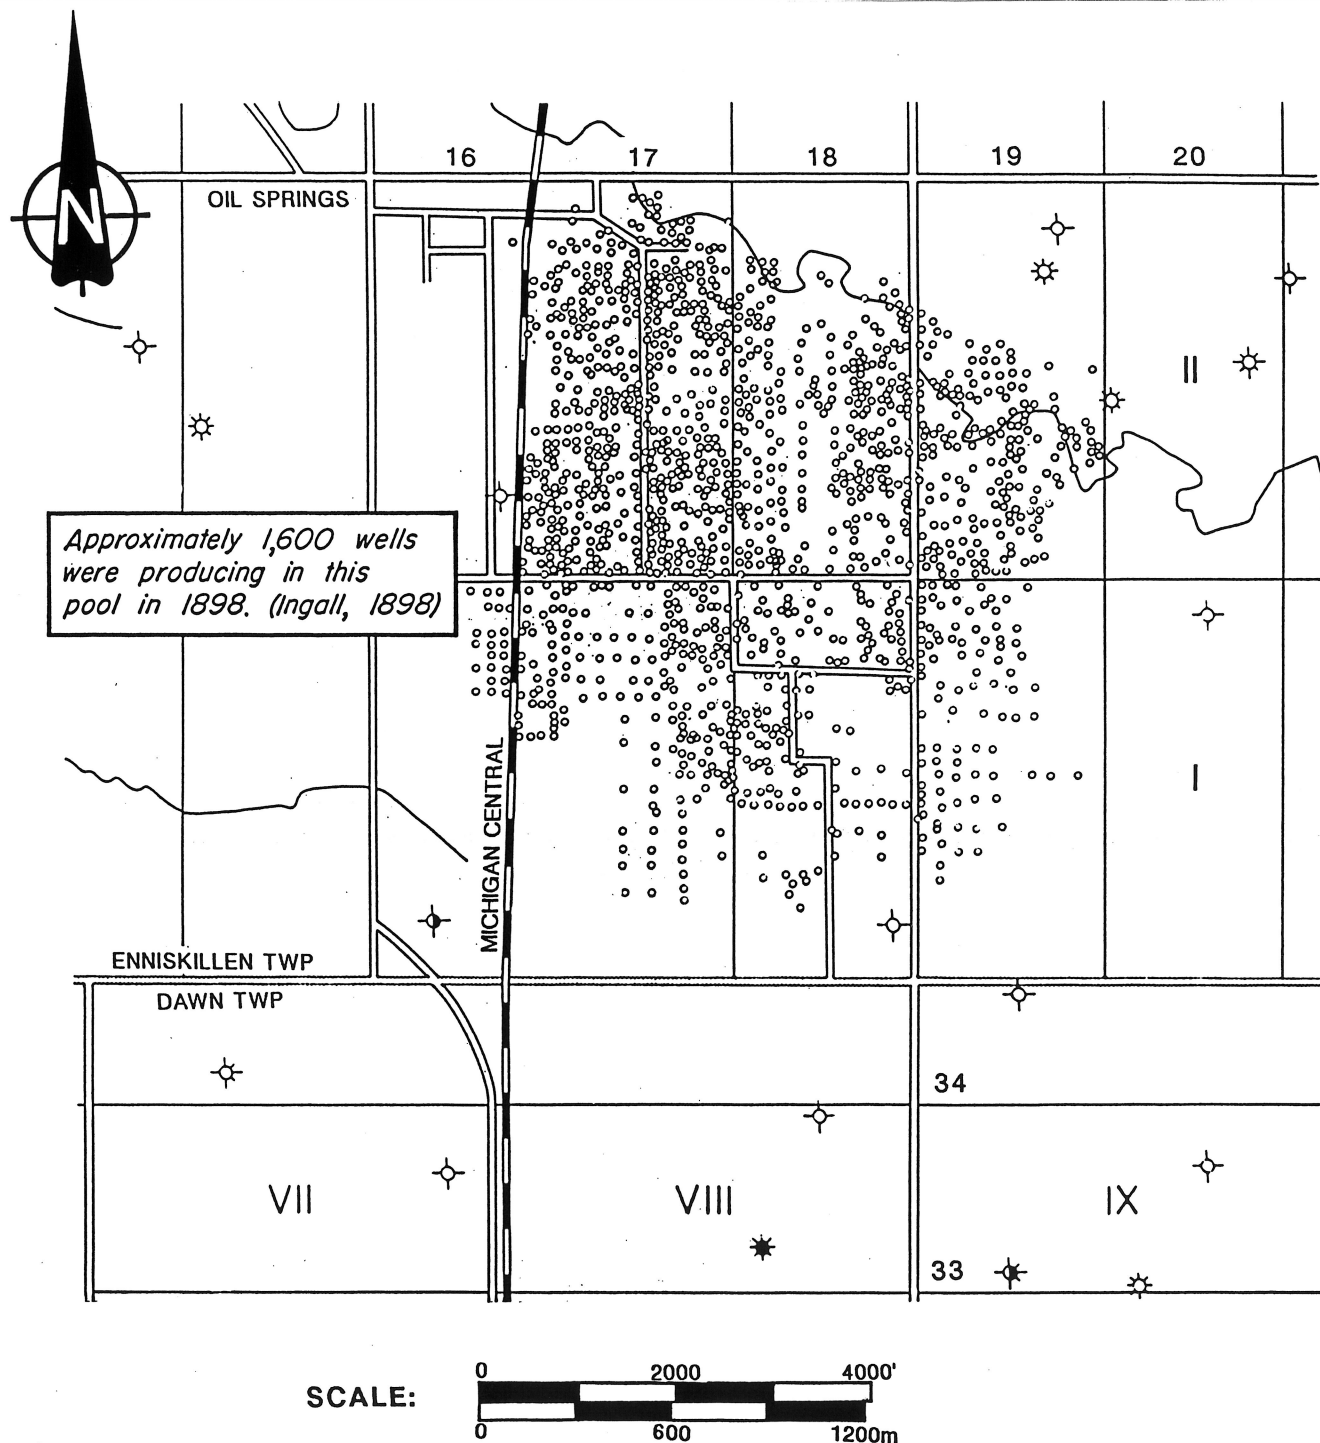 16 17 18 19 20
OIL SPRINGS
N
II
Approximately 1,600 wells
were producing in this
pool in 1898. (Ingall, 1898)
I
MICHIGAN CENTRAL
ENNISKILLEN TWP
DAWN TWP
34
VII VIII IX
33
0 2000 4000'
SCALE:
0 600 1200m